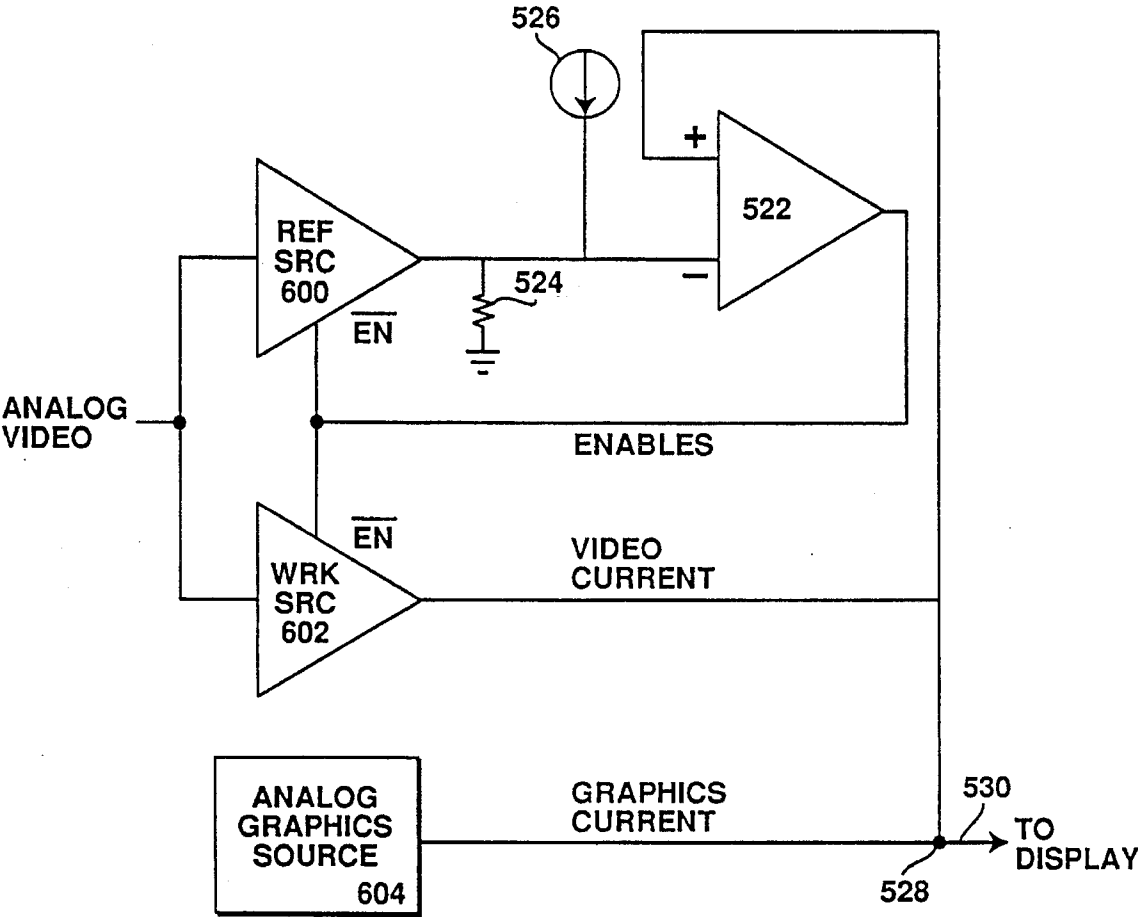 526
+
522
REF
SRC
600
EN
−
524
ANALOG
VIDEO
ENABLES
EN
WRK
SRC
602
VIDEO
CURRENT
ANALOG
GRAPHICS
SOURCE
604
GRAPHICS
CURRENT
530
TO
DISPLAY
528